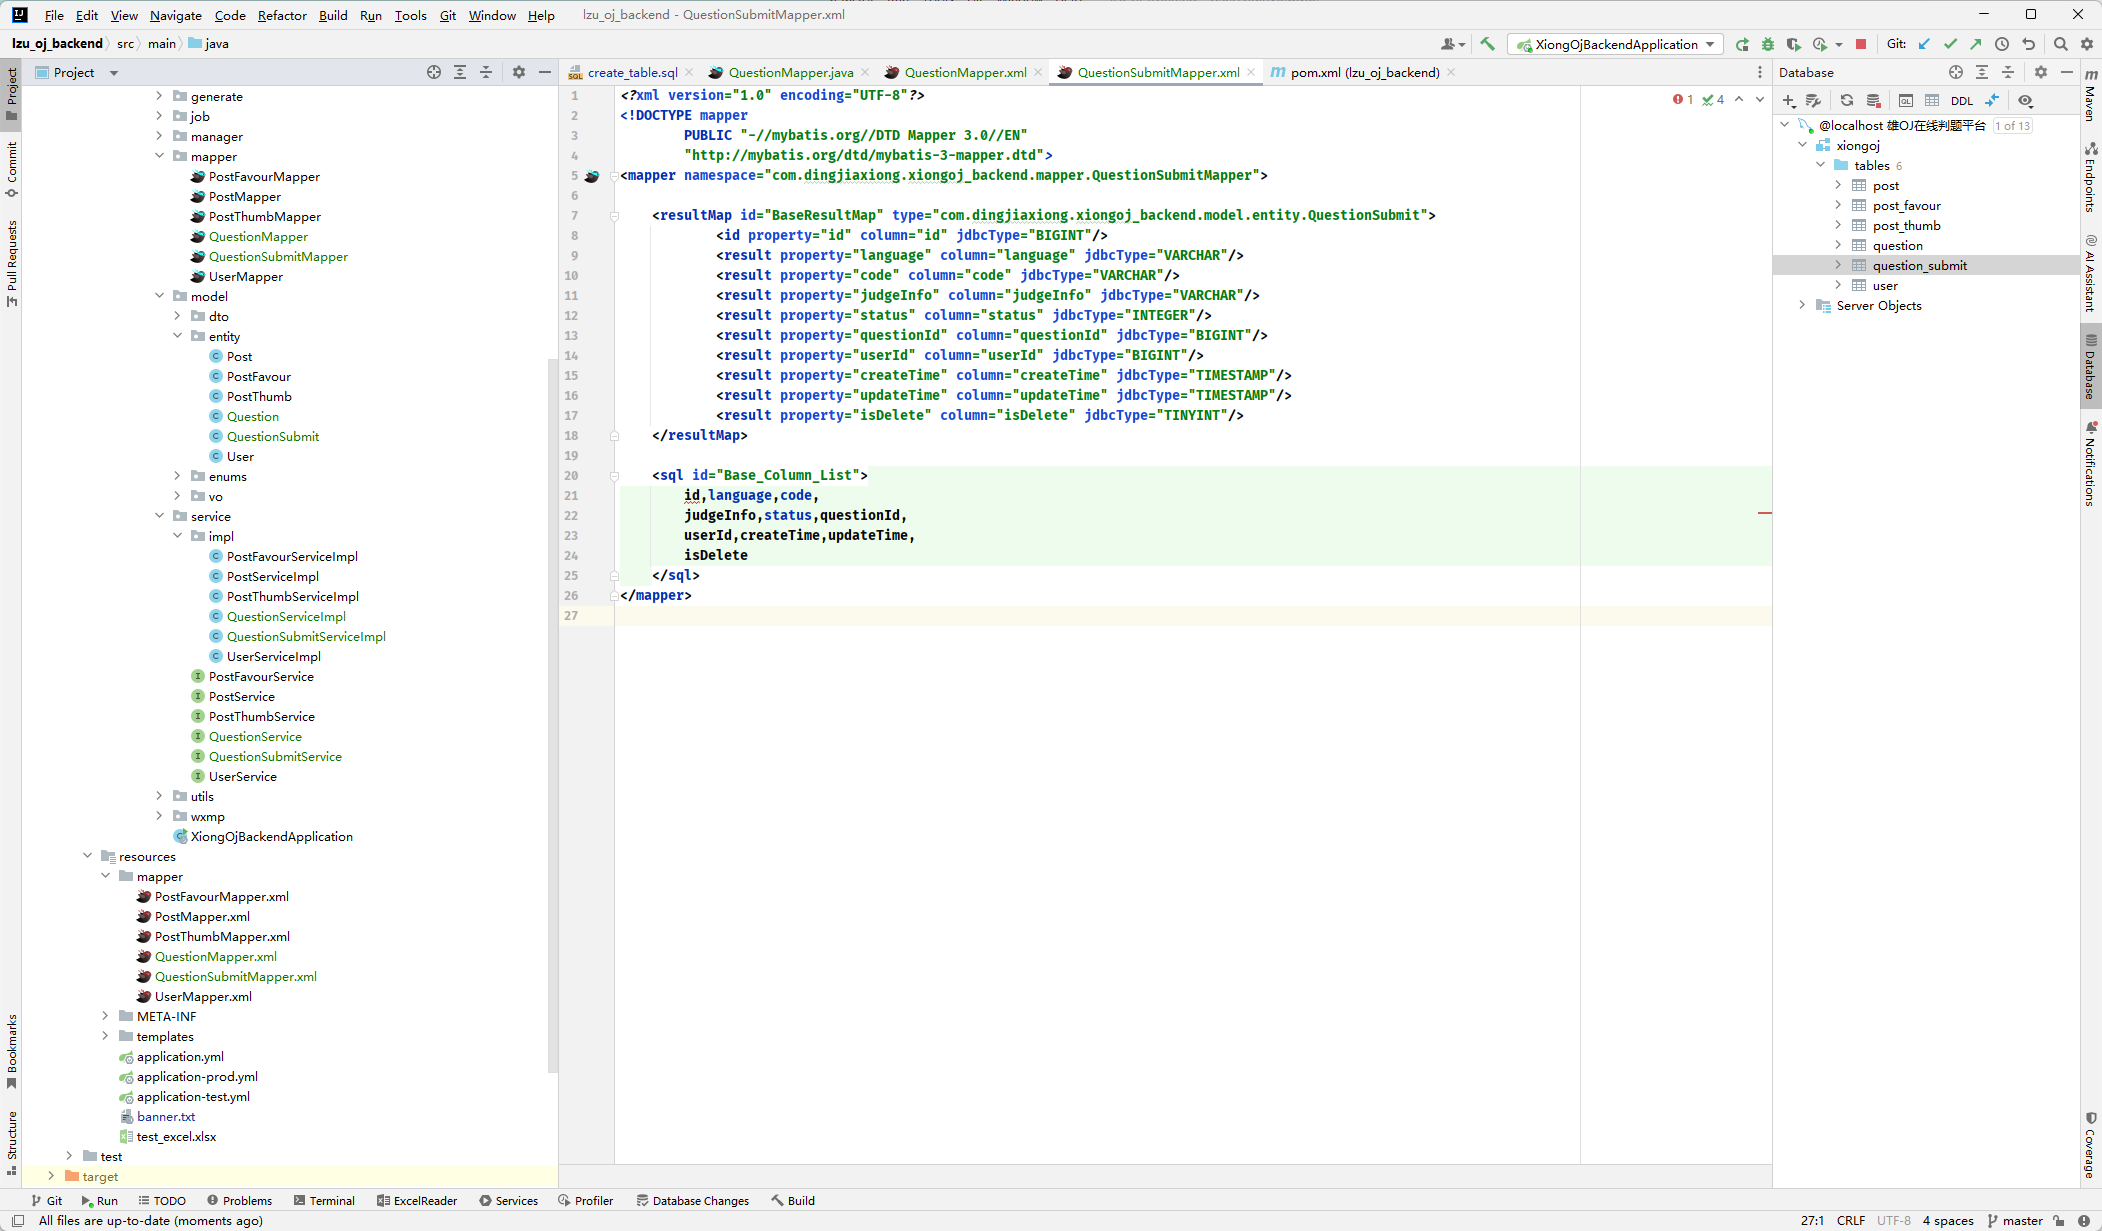 File Edit View Navigate Code Refactor Build Run Tools Git Window Help lzu_oj_backend - QuestionSubmitMapper.xml
lzu_oj_backend src main java
XiongOjBackendApplication
Git:
Project
create_table.sql
QuestionMapper.java
QuestionMapper.xml
QuestionSubmitMapper.xml
pom.xml (lzu_oj_backend)
Database
Project
Commit
Pull Requests
Bookmarks
Structure
generate
job
manager
mapper
PostFavourMapper
PostMapper
PostThumbMapper
QuestionMapper
QuestionSubmitMapper
UserMapper
model
dto
entity
Post
PostFavour
PostThumb
Question
QuestionSubmit
User
enums
vo
service
impl
PostFavourServiceImpl
PostServiceImpl
PostThumbServiceImpl
QuestionServiceImpl
QuestionSubmitServiceImpl
UserServiceImpl
PostFavourService
PostService
PostThumbService
QuestionService
QuestionSubmitService
UserService
utils
wxmp
XiongOjBackendApplication
resources
mapper
PostFavourMapper.xml
PostMapper.xml
PostThumbMapper.xml
QuestionMapper.xml
QuestionSubmitMapper.xml
UserMapper.xml
META-INF
templates
application.yml
application-prod.yml
application-test.yml
banner.txt
test_excel.xlsx
test
target
1 <?xml version="1.0" encoding="UTF-8"?>
2 <!DOCTYPE mapper
3 PUBLIC "-//mybatis.org//DTD Mapper 3.0//EN"
4 "http://mybatis.org/dtd/mybatis-3-mapper.dtd">
5 <mapper namespace="com.dingjiaxiong.xiongoj_backend.mapper.QuestionSubmitMapper">
6
7 <resultMap id="BaseResultMap" type="com.dingjiaxiong.xiongoj_backend.model.entity.QuestionSubmit">
8 <id property="id" column="id" jdbcType="BIGINT"/>
9 <result property="language" column="language" jdbcType="VARCHAR"/>
10 <result property="code" column="code" jdbcType="VARCHAR"/>
11 <result property="judgeInfo" column="judgeInfo" jdbcType="VARCHAR"/>
12 <result property="status" column="status" jdbcType="INTEGER"/>
13 <result property="questionId" column="questionId" jdbcType="BIGINT"/>
14 <result property="userId" column="userId" jdbcType="BIGINT"/>
15 <result property="createTime" column="createTime" jdbcType="TIMESTAMP"/>
16 <result property="updateTime" column="updateTime" jdbcType="TIMESTAMP"/>
17 <result property="isDelete" column="isDelete" jdbcType="TINYINT"/>
18 </resultMap>
19
20 <sql id="Base_Column_List">
21 id,language,code,
22 judgeInfo,status,questionId,
23 userId,createTime,updateTime,
24 isDelete
25 </sql>
26 </mapper>
27
1 4
DDL
@localhost 雄OJ在线判题平台 1 of 13
xiongoj
tables 6
post
post_favour
post_thumb
question
question_submit
user
Server Objects
Maven
Endpoints
AI Assistant
Database
Notifications
Coverage
Git Run TODO Problems Terminal ExcelReader Services Profiler Database Changes Build
All files are up-to-date (moments ago)
27:1 CRLF UTF-8 4 spaces master